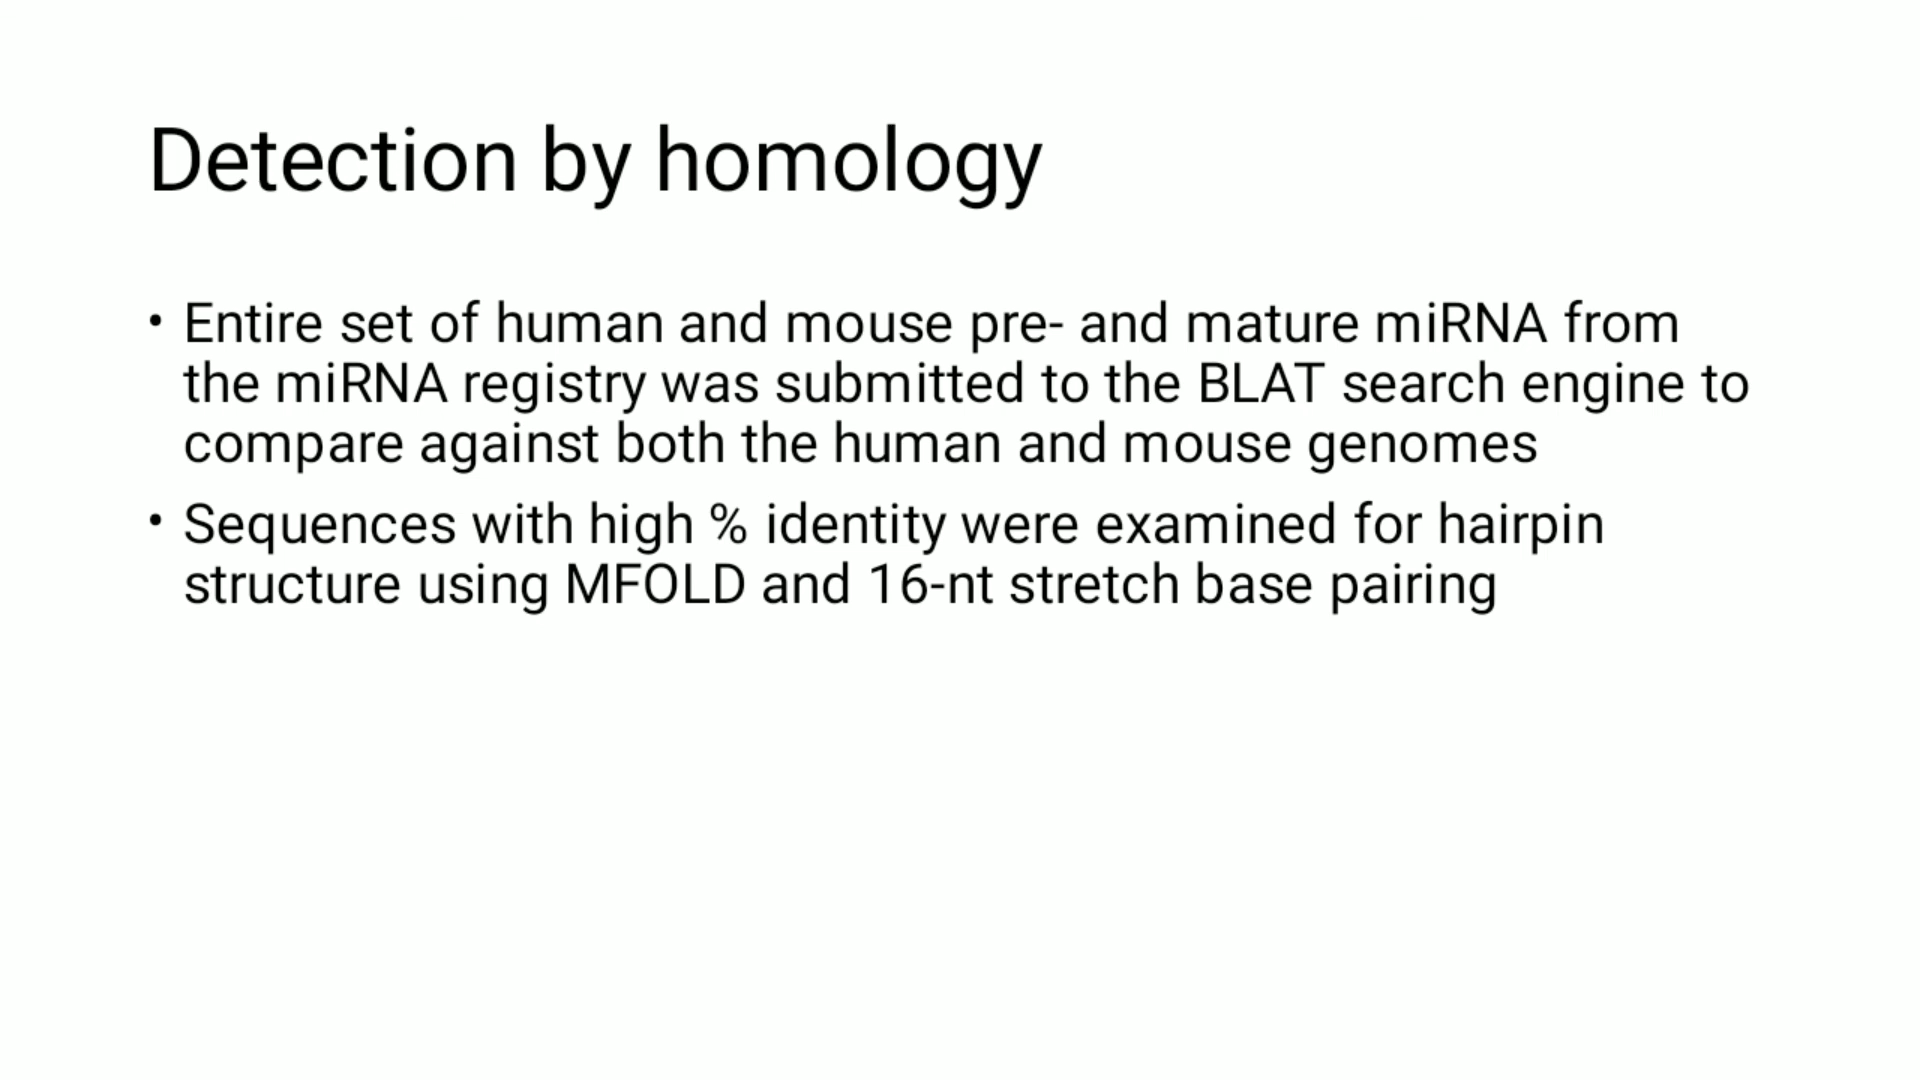 Detection by homology
• Entire set of human and mouse pre- and mature miRNA from
the miRNA registry was submitted to the BLAT search engine to
compare against both the human and mouse genomes
• Sequences with high % identity were examined for hairpin
structure using MFOLD and 16-nt stretch base pairing